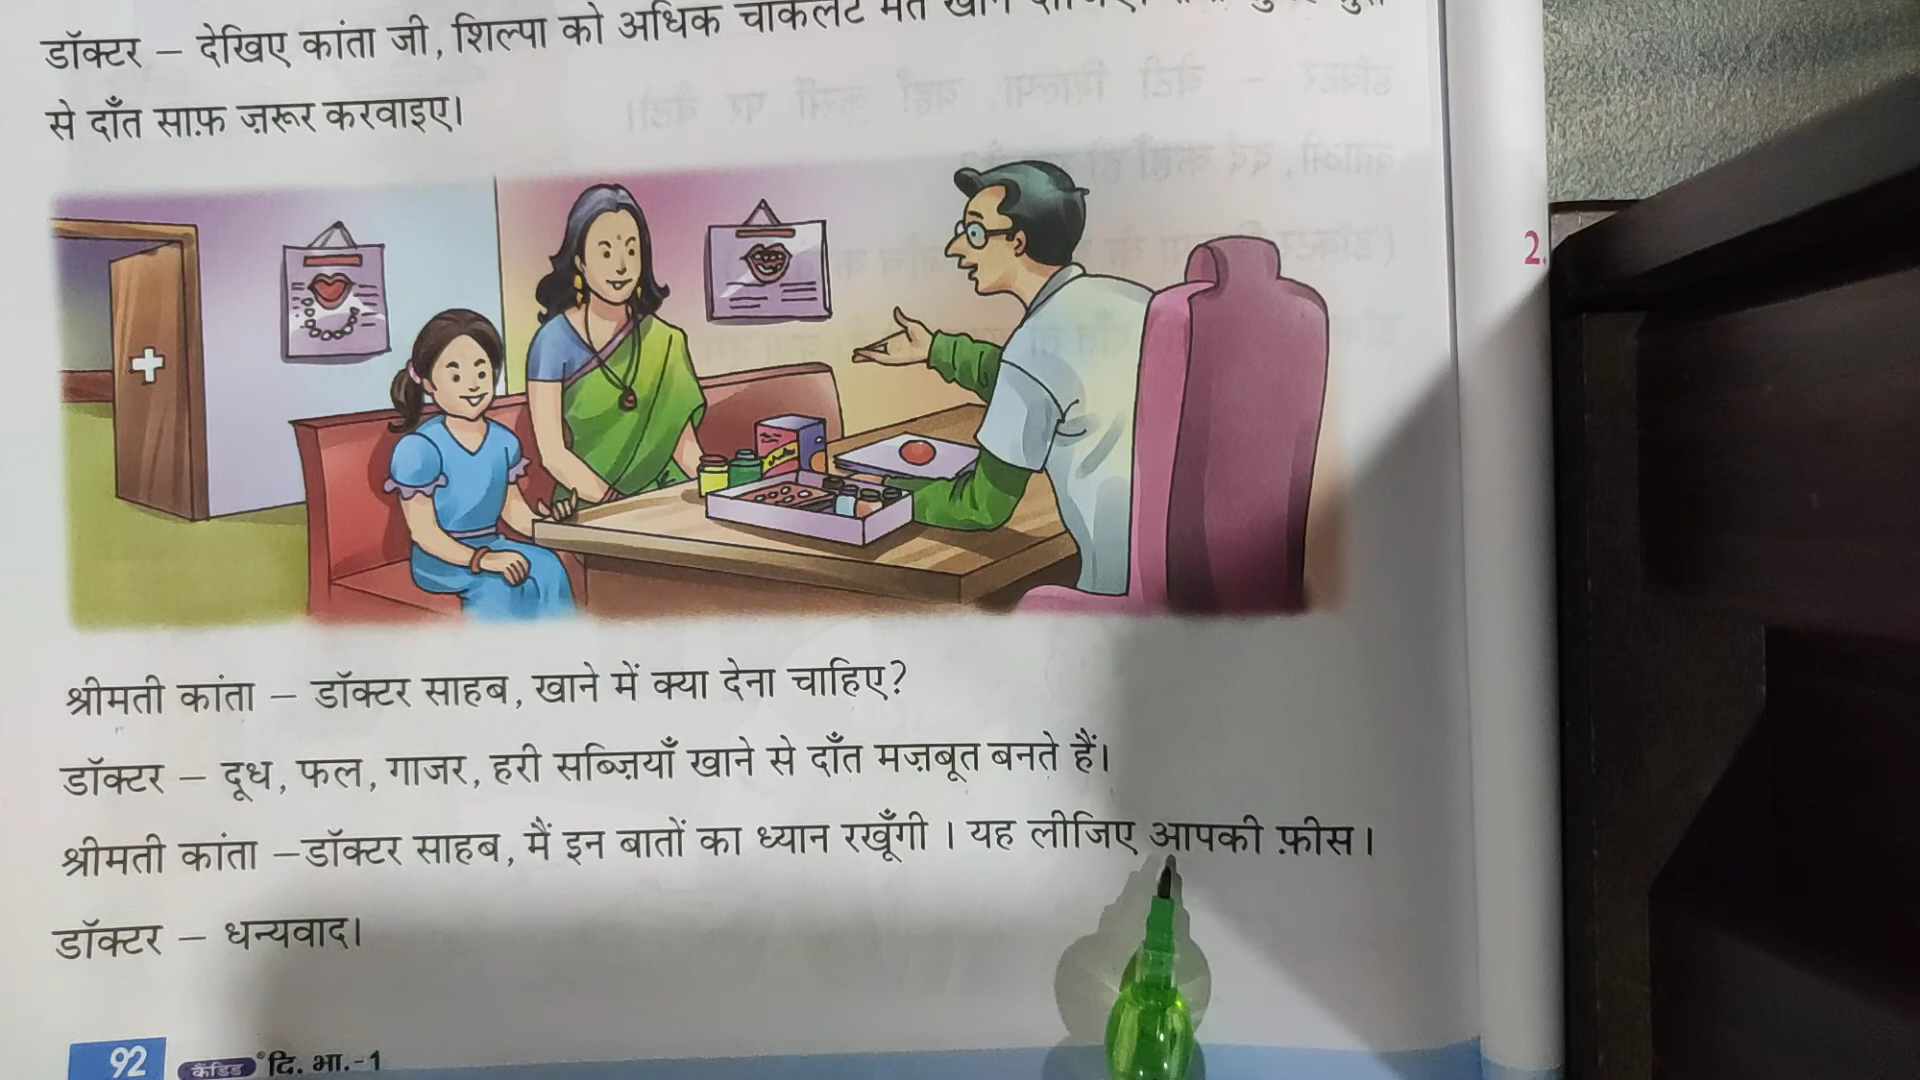 डॉक्टर – देखिए कांता जी, शिल्पा को अधिक चॉकलेट मत खाने दीजिए।
से दाँत साफ़ ज़रूर करवाइए।
2.
श्रीमती कांता – डॉक्टर साहब, खाने में क्या देना चाहिए?
डॉक्टर – दूध, फल, गाजर, हरी सब्ज़ियाँ खाने से दाँत मज़बूत बनते हैं।
श्रीमती कांता –डॉक्टर साहब, मैं इन बातों का ध्यान रखूँगी । यह लीजिए आपकी फ़ीस।
डॉक्टर – धन्यवाद।
92 कैंडिड हिं. भा.-1